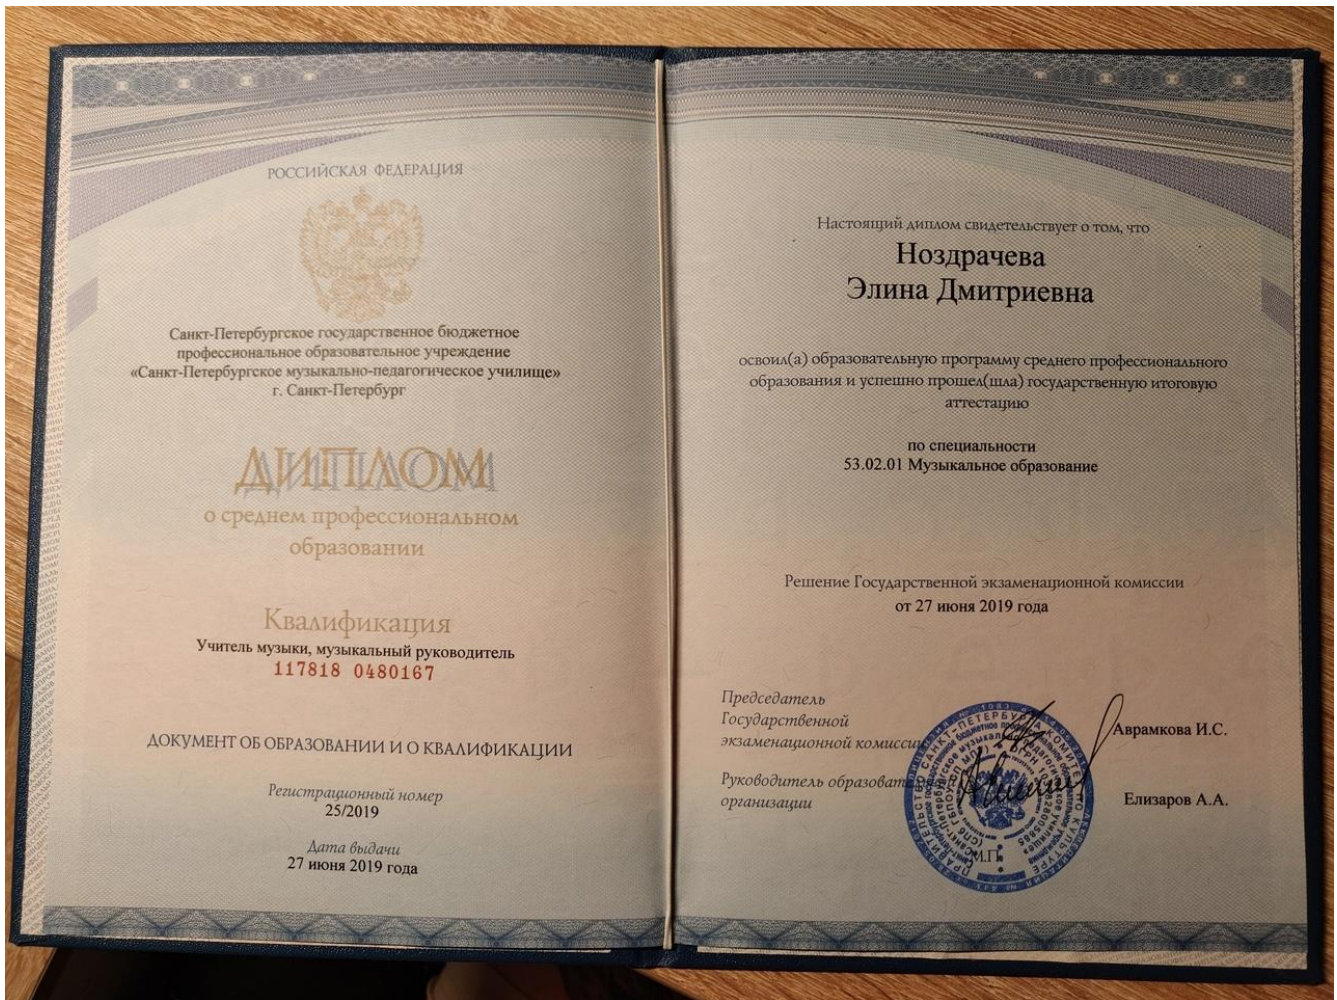 РОССИЙСКАЯ ФЕДЕРАЦИЯ
Санкт-Петербургское государственное бюджетное
профессиональное образовательное учреждение
«Санкт-Петербургское музыкально-педагогическое училище»
г. Санкт-Петербург
ДИПЛОМ
о среднем профессиональном
образовании
Квалификация
Учитель музыки, музыкальный руководитель
117818 0480167
ДОКУМЕНТ ОБ ОБРАЗОВАНИИ И О КВАЛИФИКАЦИИ
Регистрационный номер
25/2019
Дата выдачи
27 июня 2019 года
Настоящий диплом свидетельствует о том, что
Ноздрачева
Элина Дмитриевна
освоил(а) образовательную программу среднего профессионального
образования и успешно прошел(шла) государственную итоговую
аттестацию
по специальности
53.02.01 Музыкальное образование
Решение Государственной экзаменационной комиссии
от 27 июня 2019 года
Председатель
Государственной
экзаменационной комиссии
Аврамкова И.С.
Руководитель образовательной
организации
Елизаров А.А.
М.П.